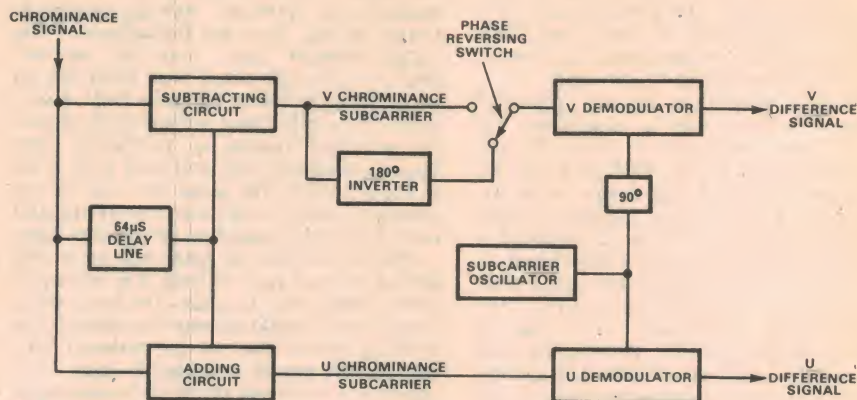 CHROMINANCE
SIGNAL
PHASE
REVERSING
SWITCH
SUBTRACTING
CIRCUIT
V CHROMINANCE
SUBCARRIER
V DEMODULATOR
V
DIFFERENCE
SIGNAL
180°
INVERTER
90°
64µS
DELAY
LINE
SUBCARRIER
OSCILLATOR
ADDING
CIRCUIT
U CHROMINANCE
SUBCARRIER
U DEMODULATOR
U
DIFFERENCE
SIGNAL